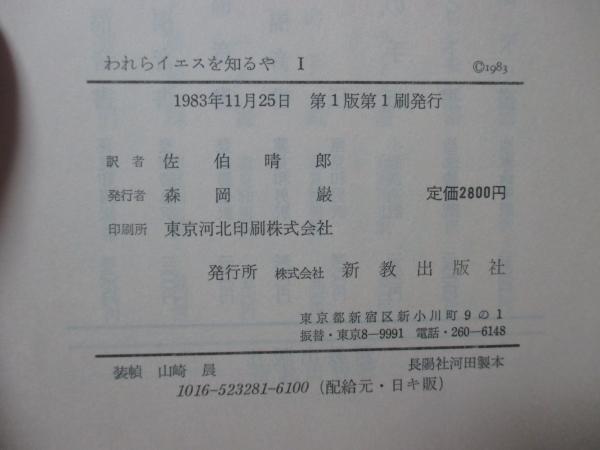 われらイエスを知るや I ©1983
1983年11月25日 第1版第1刷発行
訳者 佐伯晴郎
発行者 森岡巌 定価2800円
印刷所 東京河北印刷株式会社
発行所 株式会社 新教出版社
東京都新宿区新小川町9の1
振替・東京8-9991 電話・260-6148
装幀 山崎晨 長陽社河田製本
1016-523281-6100(配給元・日キ販)